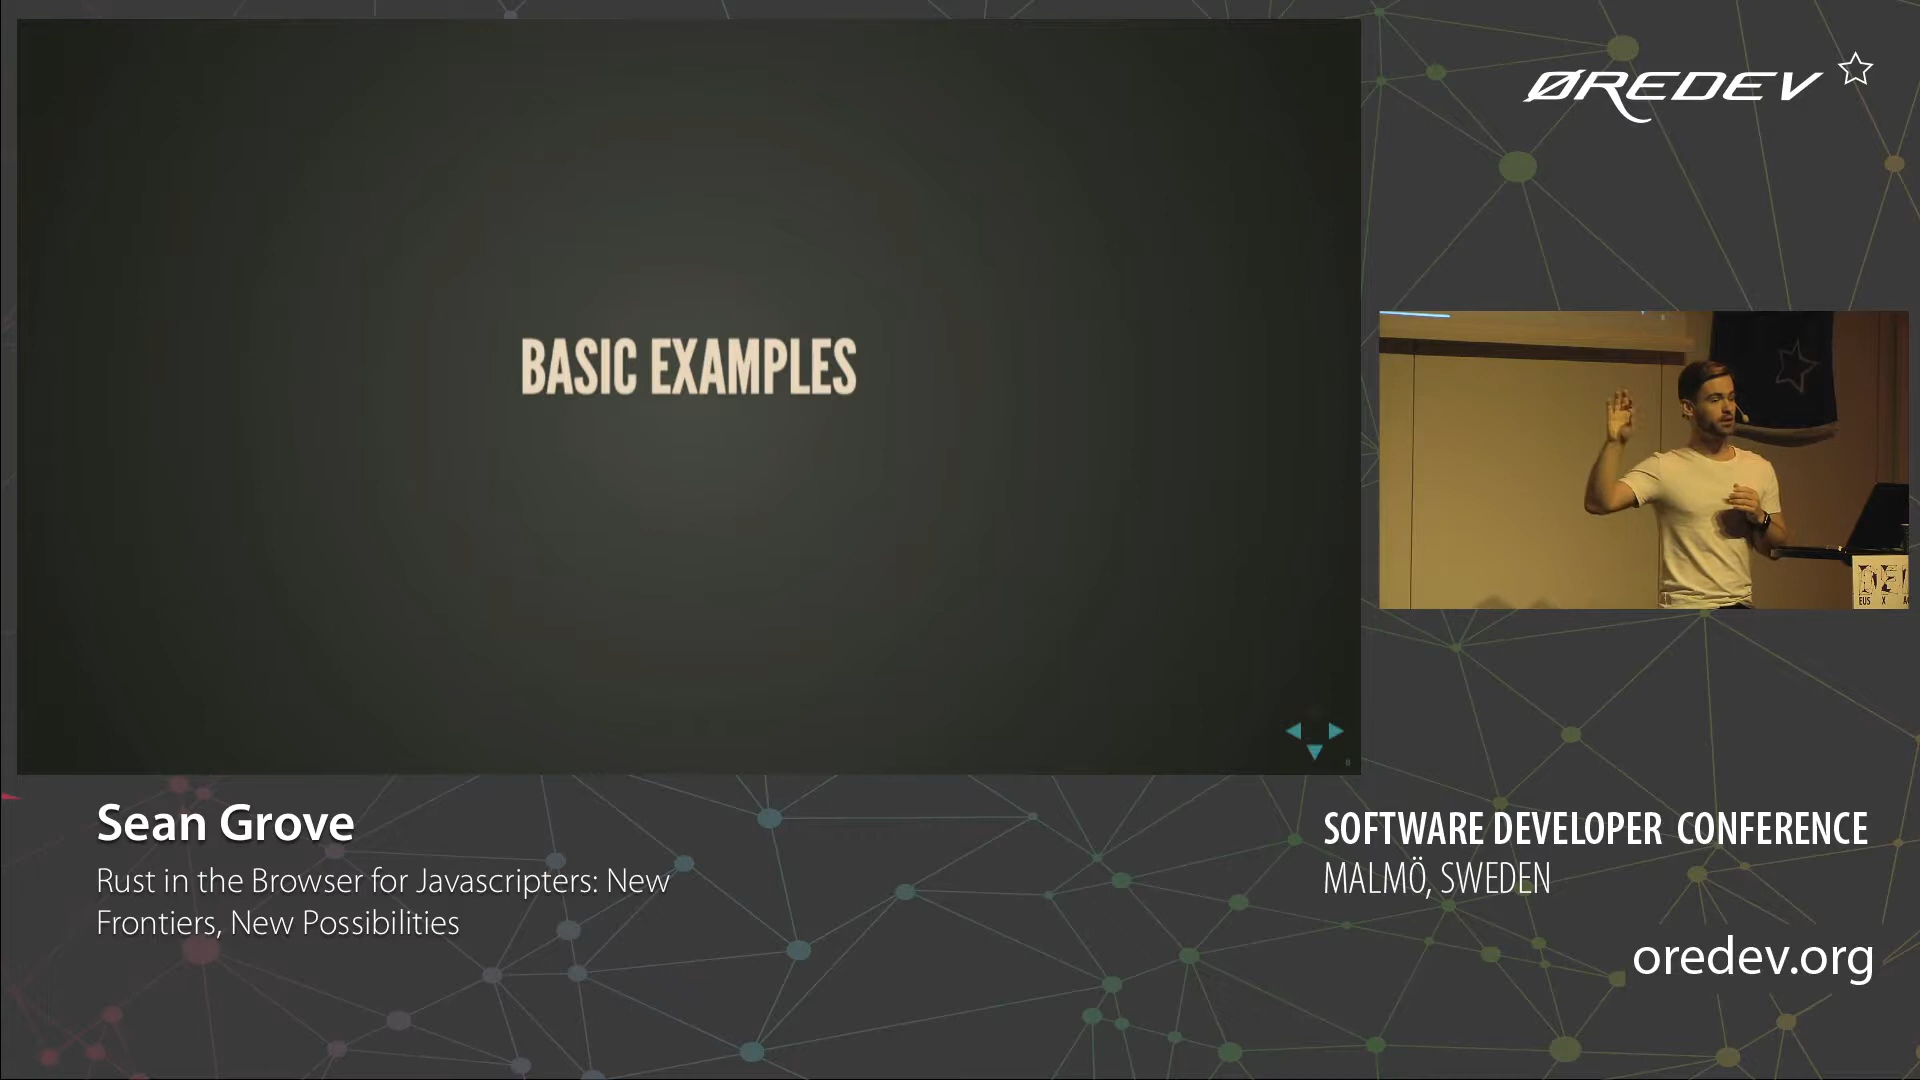 ØREDEV
BASIC EXAMPLES
EUS X
Sean Grove
Rust in the Browser for Javascripters: New
Frontiers, New Possibilities
SOFTWARE DEVELOPER CONFERENCE
MALMÖ, SWEDEN
oredev.org